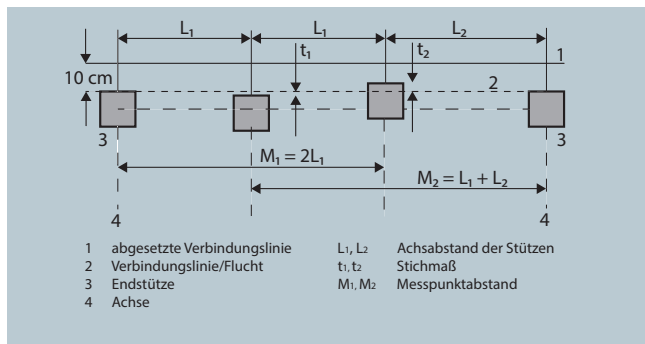 L₁ L₁ L₂
t₁ t₂
1
10 cm
2
3 3
M₁ = 2L₁
M₂ = L₁ + L₂
4 4
1 abgesetzte Verbindungslinie
2 Verbindungslinie/Flucht
3 Endstütze
4 Achse
L₁, L₂ Achsabstand der Stützen
t₁, t₂ Stichmaß
M₁, M₂ Messpunktabstand